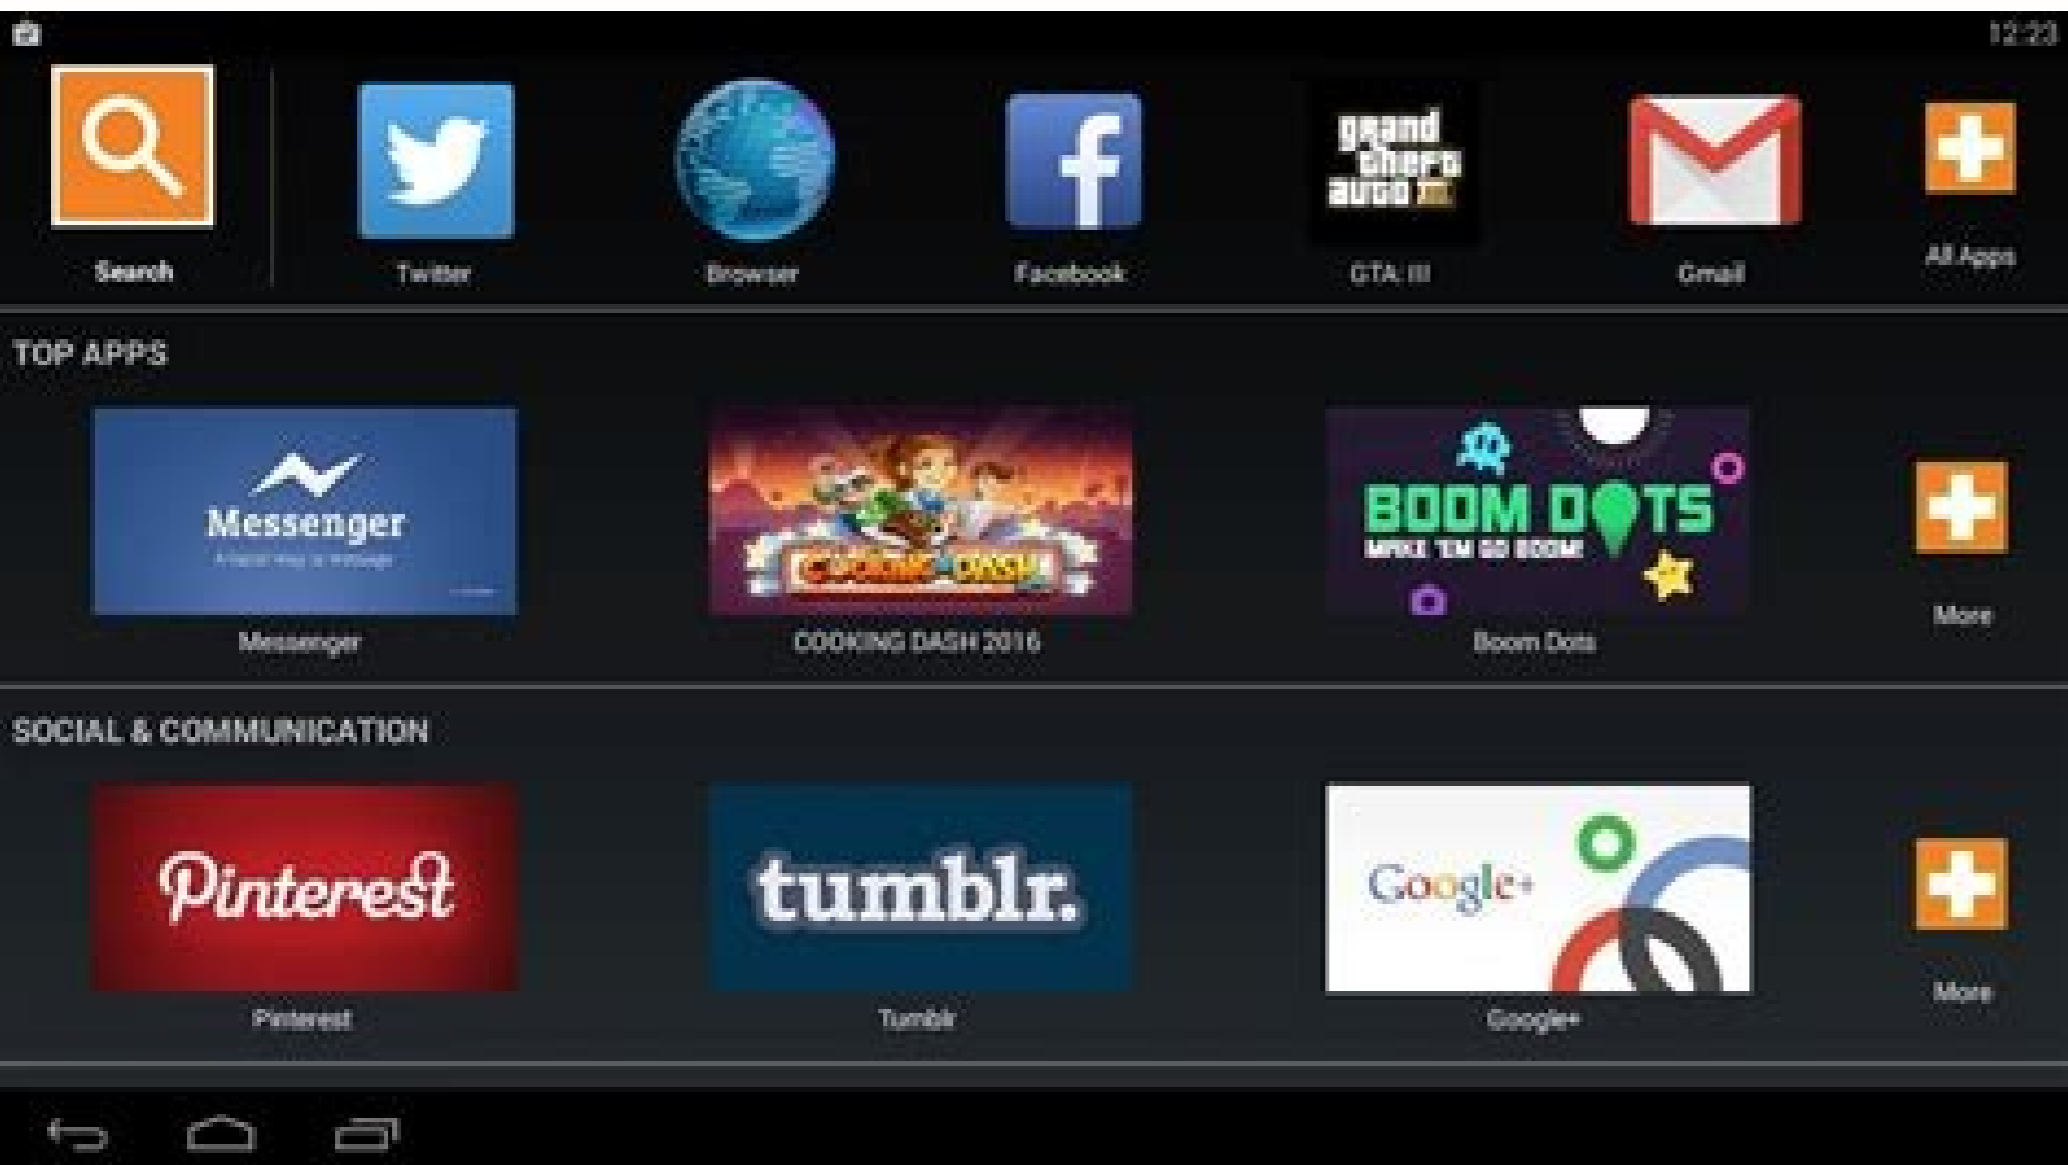 12:23
Search
Twitter
Browser
Facebook
grand
theft
auto III
GTA III
Gmail
All Apps
TOP APPS
Messenger
Messenger
COOKING DASH
COOKING DASH 2016
BOOM DOTS
MAKE 'EM GO BOOM!
Boom Dots
More
SOCIAL & COMMUNICATION
Pinterest
Pinterest
tumblr.
Tumblr
Google+
Google+
More